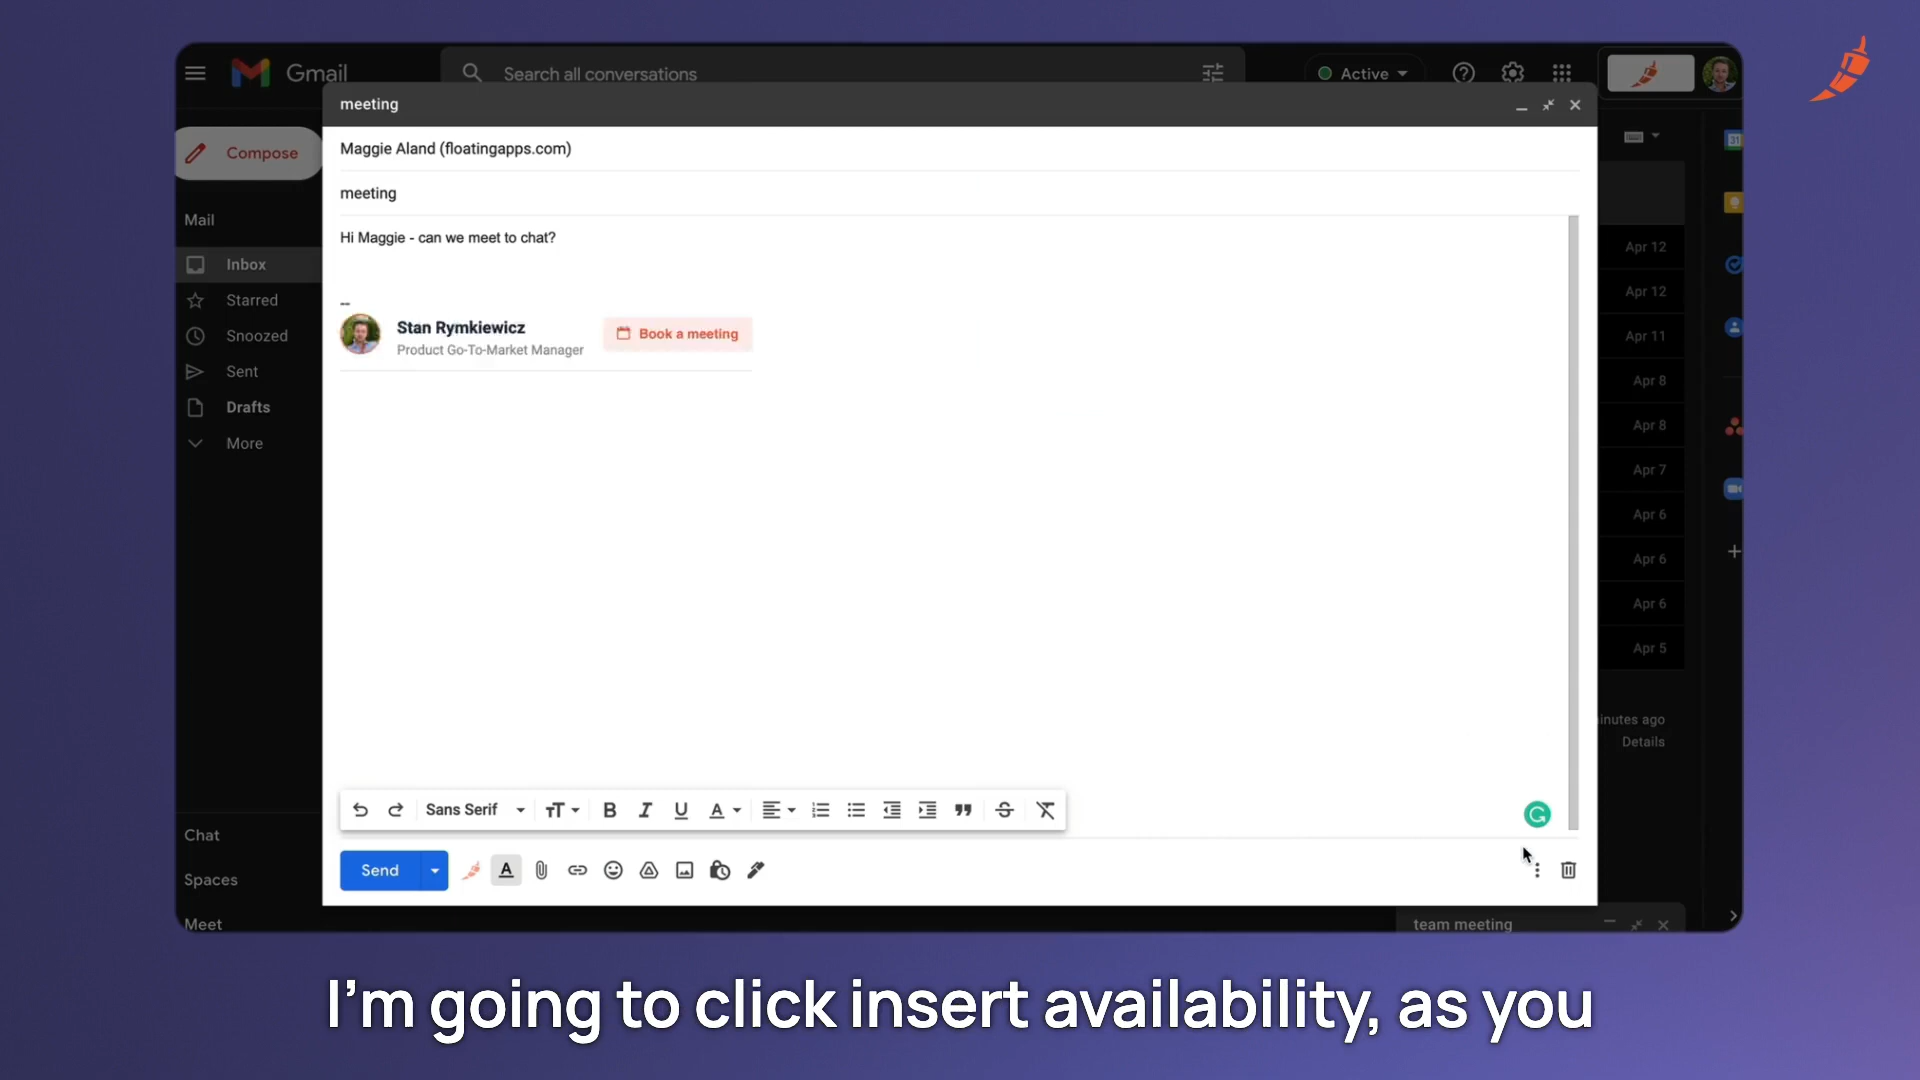 Gmail
Search all conversations
Active
meeting
Compose
Maggie Aland (floatingapps.com)
meeting
Mail
Hi Maggie - can we meet to chat?
Inbox
Starred
Snoozed
Sent
Drafts
More
--
Stan Rymkiewicz
Product Go-To-Market Manager
Book a meeting
31
Apr 12
Apr 12
Apr 11
Apr 8
Apr 8
Apr 7
Apr 6
Apr 6
Apr 6
Apr 5
inutes ago
Details
Sans Serif
Send
Chat
Spaces
Meet
team meeting
I'm going to click insert availability, as you